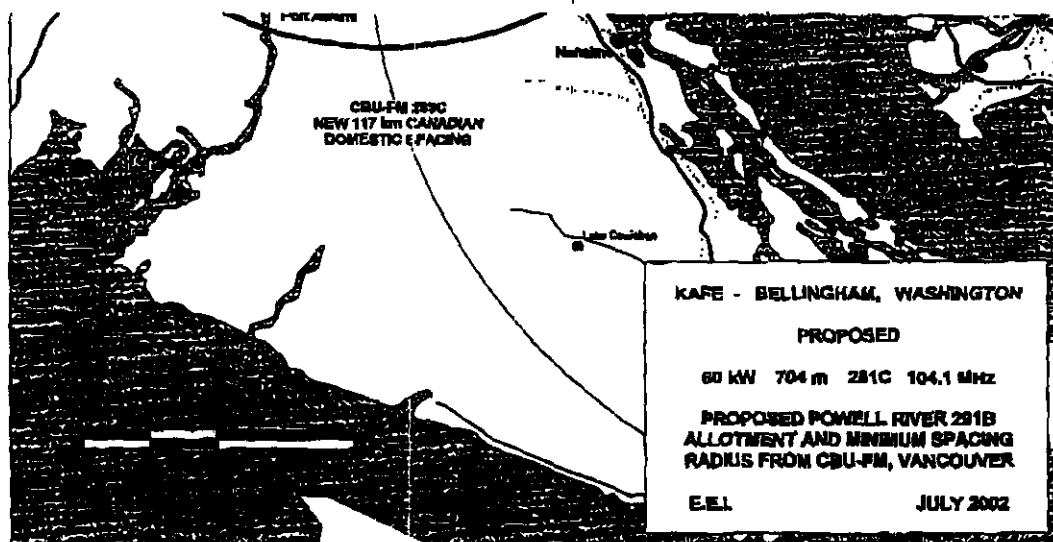 Port Alberni
Nanaimo
CBU-FM 289C
NEW 117 km CANADIAN
DOMESTIC SPACING
Lake Cowichan
KAFE - BELLINGHAM, WASHINGTON
PROPOSED
60 kW 704 m 281C 104.1 MHz
PROPOSED POWELL RIVER 291B
ALLOTMENT AND MINIMUM SPACING
RADIUS FROM CBU-FM, VANCOUVER
E.E.I. JULY 2002